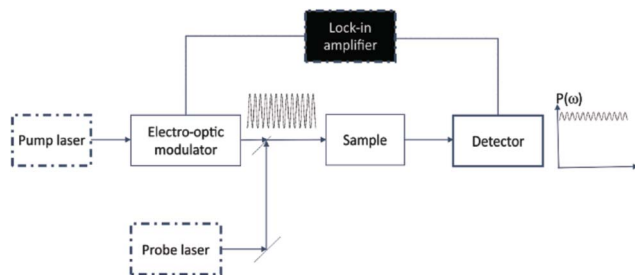 Lock-in
amplifier
P(ω)
Pump laser
Electro-optic
modulator
Sample
Detector
Probe laser